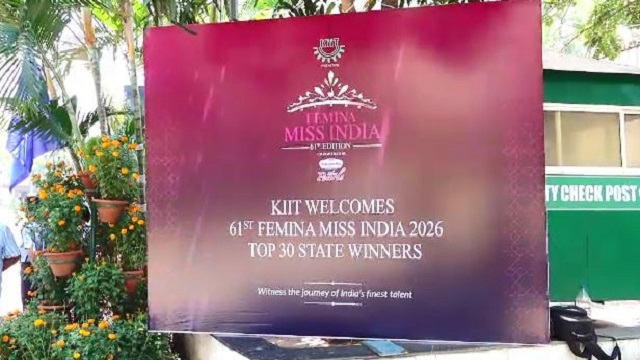 KIIT
FEMINA
MISS INDIA
61ST EDITION
KIIT WELCOMES
61ST FEMINA MISS INDIA 2026
TOP 30 STATE WINNERS
Witness the journey of India's finest talent
TY CHECK POST